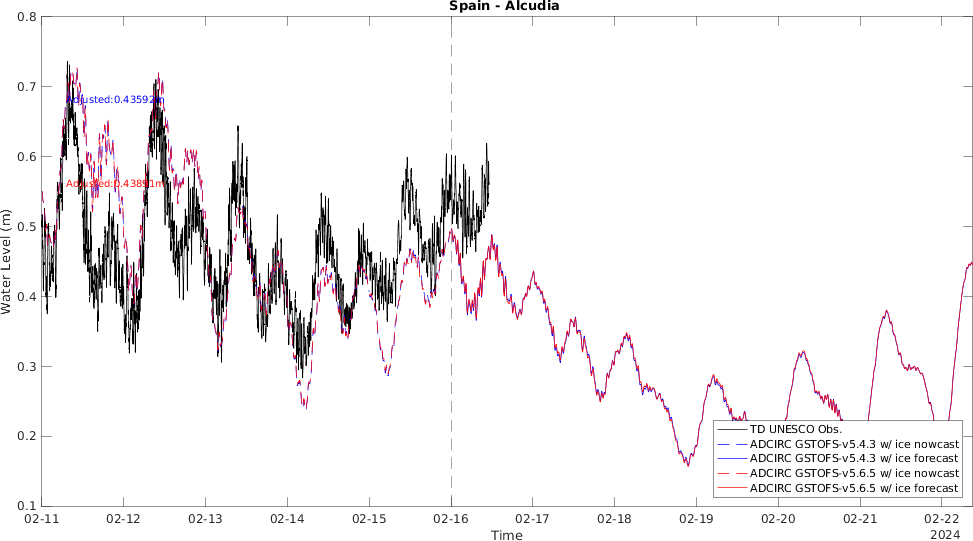 Spain - Alcudia
0.8
0.7
0.6
0.5
0.4
0.3
0.2
0.1
Water Level (m)
Adjusted:0.43592m
Adjusted:0.43891m
TD UNESCO Obs.
ADCIRC GSTOFS-v5.4.3 w/ ice nowcast
ADCIRC GSTOFS-v5.4.3 w/ ice forecast
ADCIRC GSTOFS-v5.6.5 w/ ice nowcast
ADCIRC GSTOFS-v5.6.5 w/ ice forecast
02-11 02-12 02-13 02-14 02-15 02-16 02-17 02-18 02-19 02-20 02-21 02-22
2024
Time